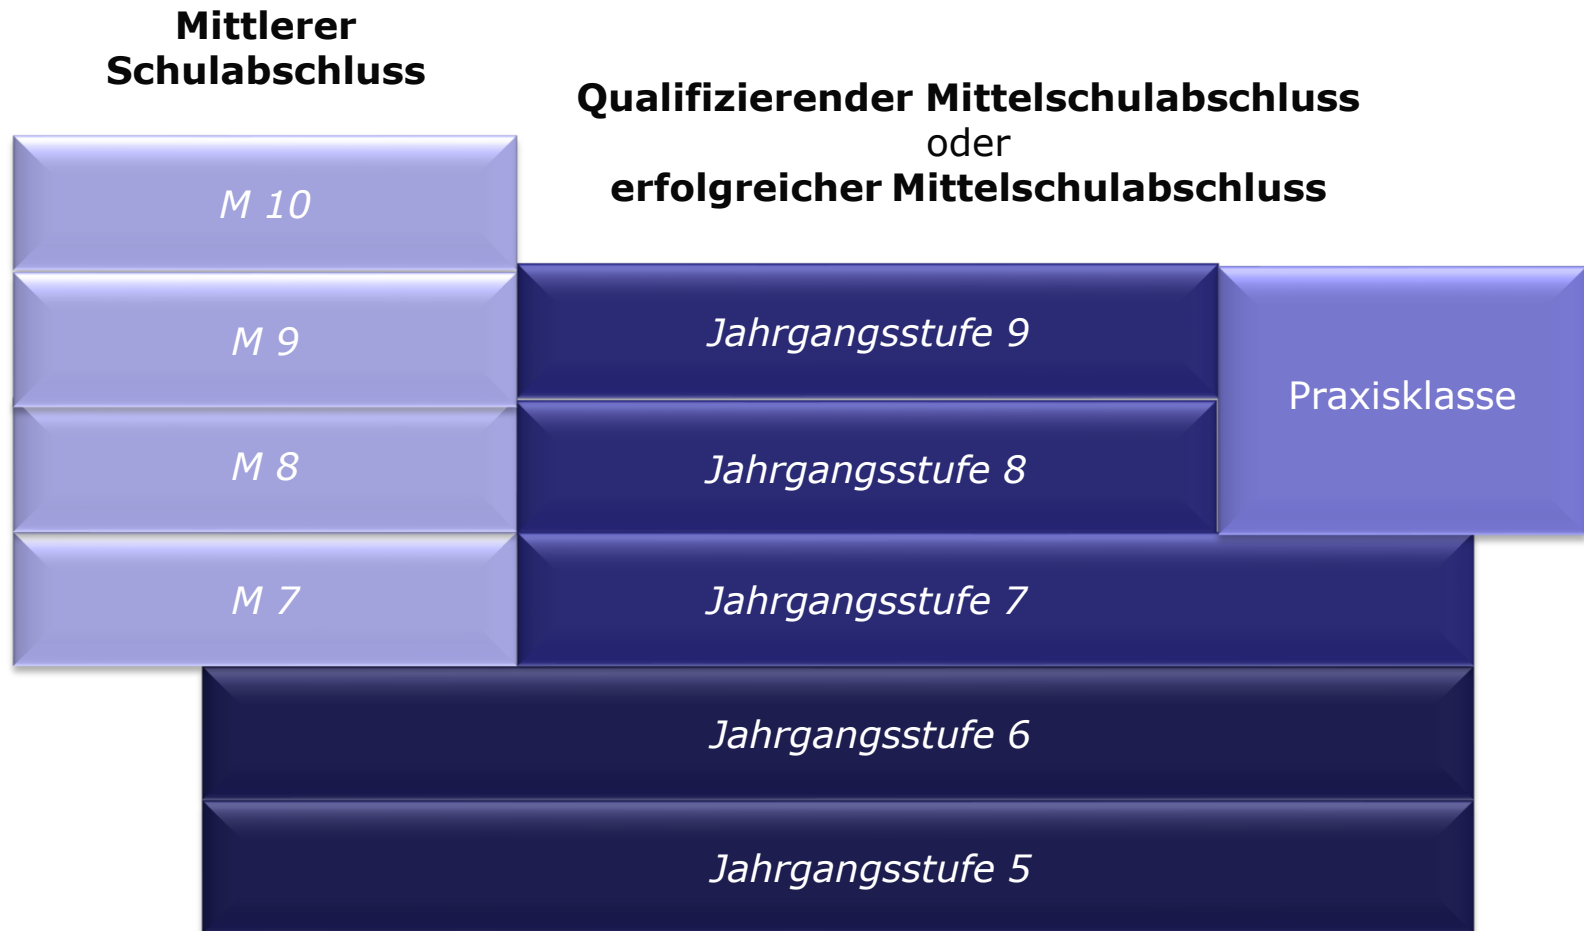 Mittlerer
Schulabschluss
Qualifizierender Mittelschulabschluss
oder
erfolgreicher Mittelschulabschluss
M 10
M 9
Jahrgangsstufe 9
Praxisklasse
M 8
Jahrgangsstufe 8
M 7
Jahrgangsstufe 7
Jahrgangsstufe 6
Jahrgangsstufe 5